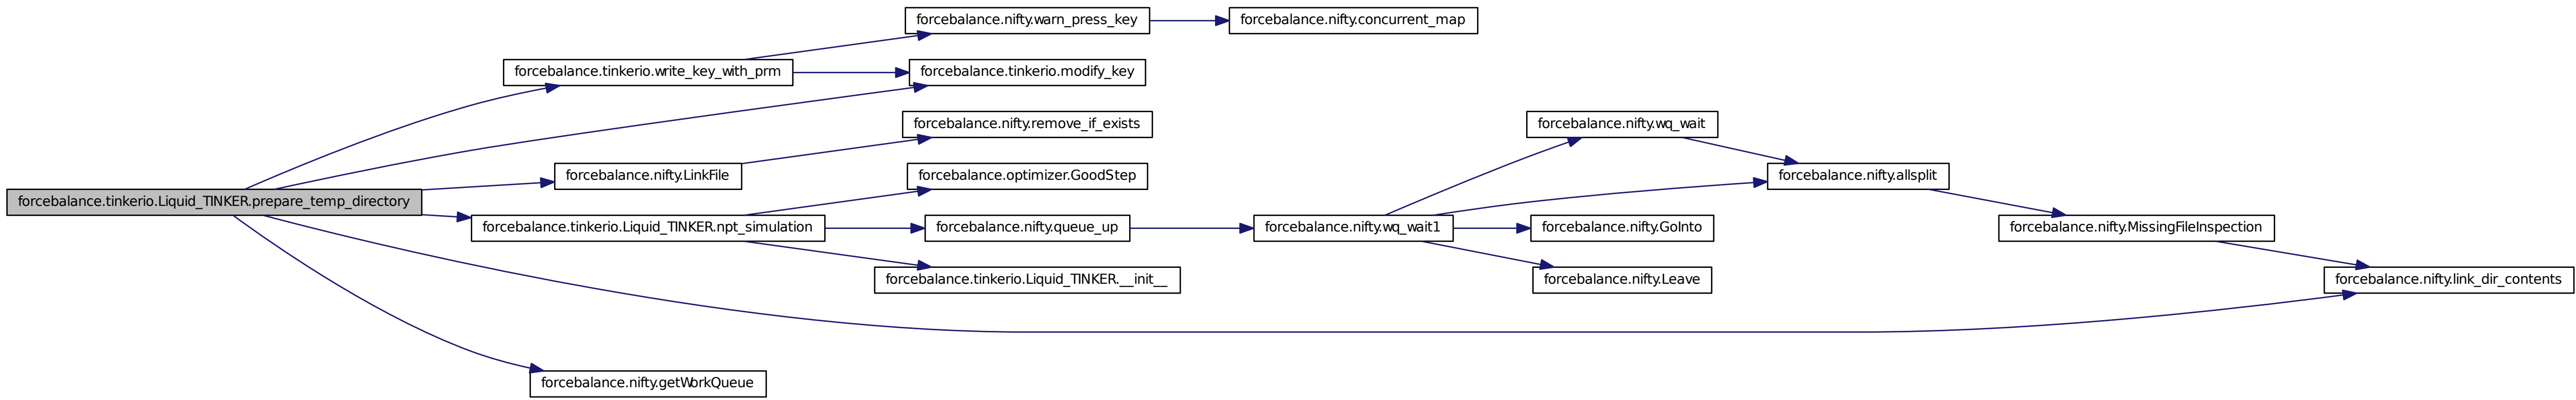 forcebalance.nifty.warn_press_key
forcebalance.nifty.concurrent_map
forcebalance.tinkerio.write_key_with_prm
forcebalance.tinkerio.modify_key
forcebalance.nifty.remove_if_exists
forcebalance.nifty.wq_wait
forcebalance.nifty.LinkFile
forcebalance.optimizer.GoodStep
forcebalance.nifty.allsplit
forcebalance.tinkerio.Liquid_TINKER.prepare_temp_directory
forcebalance.tinkerio.Liquid_TINKER.npt_simulation
forcebalance.nifty.queue_up
forcebalance.nifty.wq_wait1
forcebalance.nifty.GoInto
forcebalance.nifty.MissingFileInspection
forcebalance.tinkerio.Liquid_TINKER.__init__
forcebalance.nifty.Leave
forcebalance.nifty.link_dir_contents
forcebalance.nifty.getWorkQueue